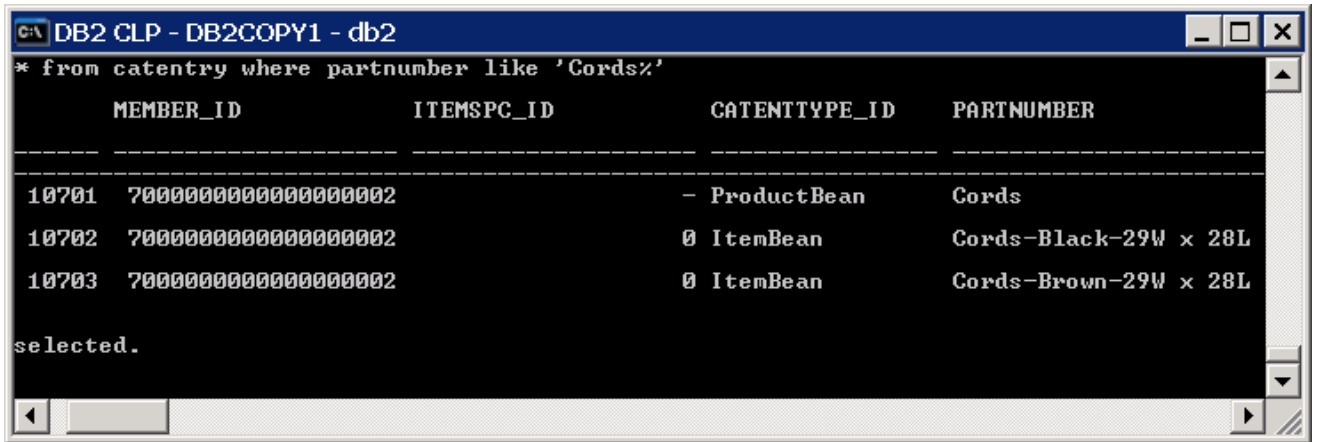 C:\ DB2 CLP - DB2COPY1 - db2
* from catentry where partnumber like 'Cords%'
MEMBER_ID ITEMSPC_ID CATENTTYPE_ID PARTNUMBER
10701 7000000000000000002 - ProductBean Cords
10702 7000000000000000002 0 ItemBean Cords-Black-29W x 28L
10703 7000000000000000002 0 ItemBean Cords-Brown-29W x 28L
selected.